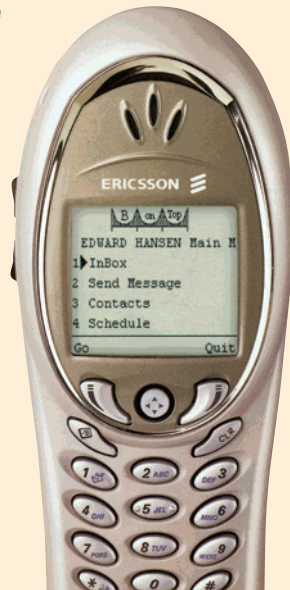 ERICSSON
B on Top
EDWARD HANSEN Main M
1 InBox
2 Send Message
3 Contacts
4 Schedule
Go Quit
CLR
1 2 ABC DEF 3
4 GHI 5 JKL MNO 6
7 PQRS 8 TUV WXYZ 9
* 0 #